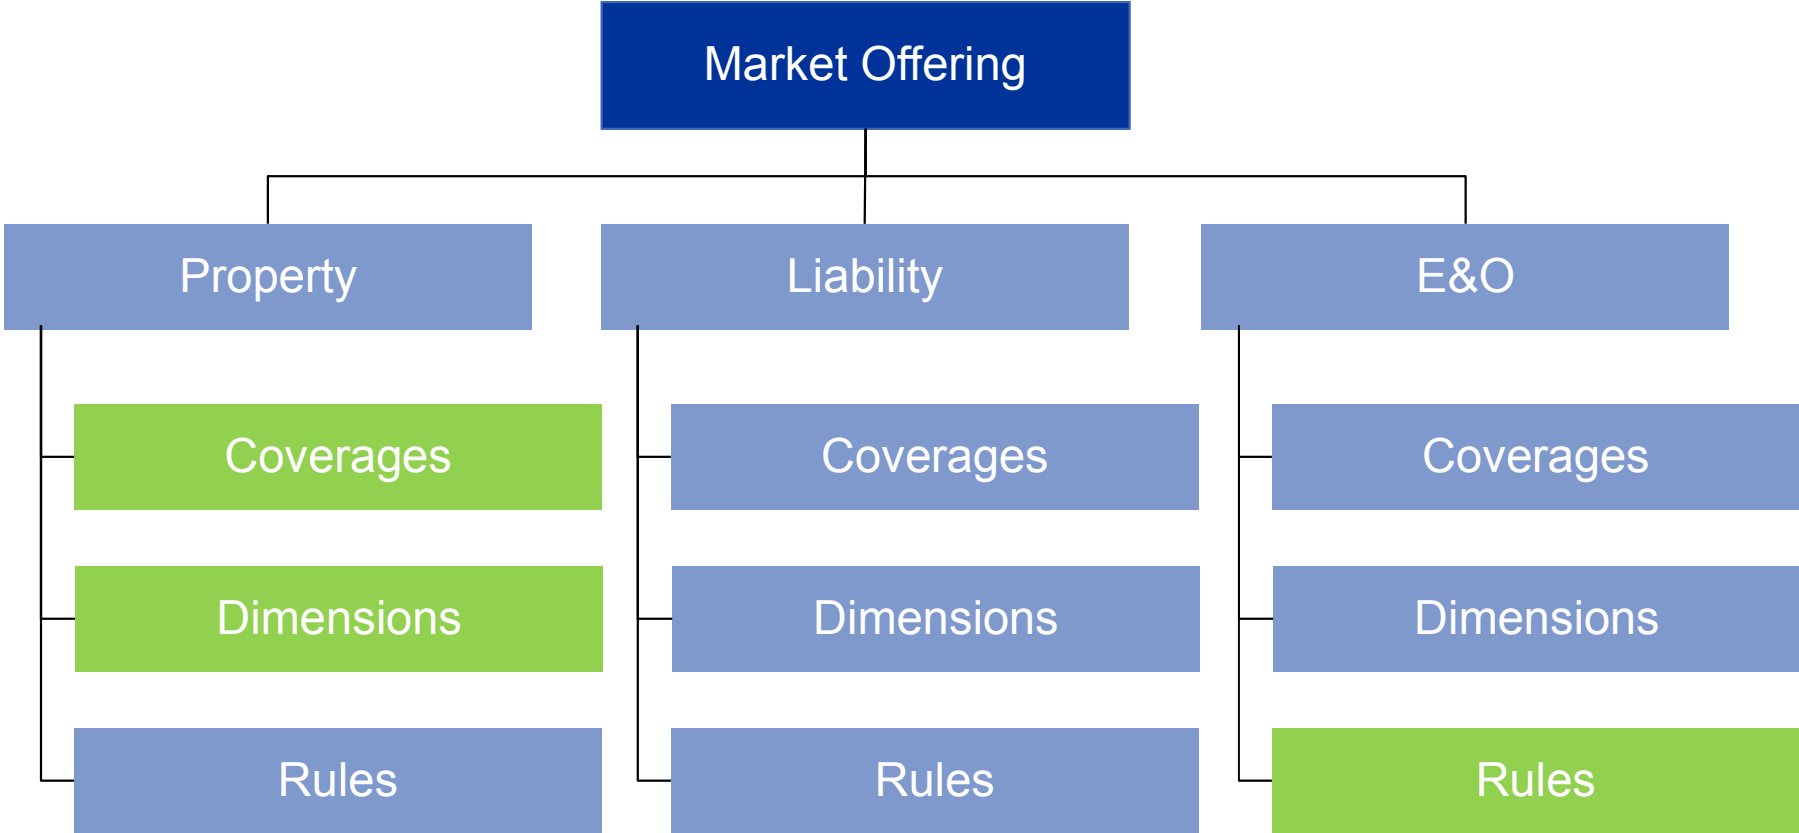 Market Offering
Property
Liability
E&O
Coverages
Coverages
Coverages
Dimensions
Dimensions
Dimensions
Rules
Rules
Rules